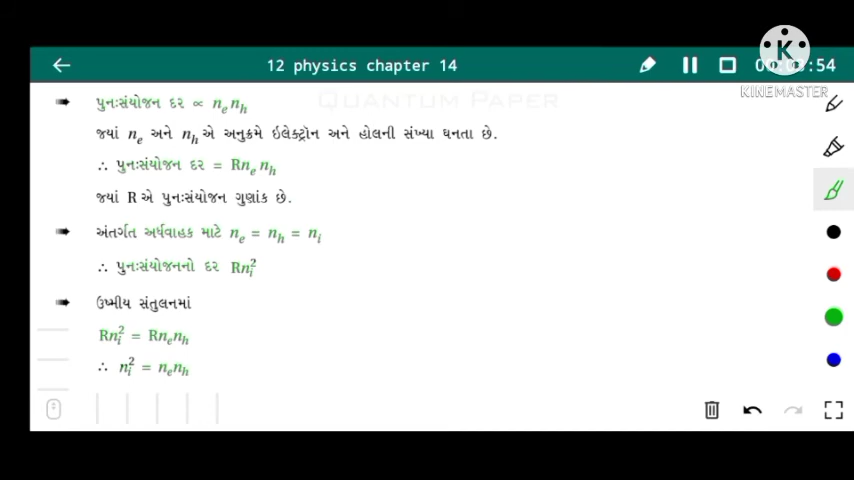 12 physics chapter 14
KINEMASTER
QUANTUM PAPER
➠ પુનઃસંયોજન દર ∝ nₑ nₕ
જ્યાં nₑ અને nₕ એ અનુક્રમે ઇલેક્ટ્રૉન અને હોલની સંખ્યા ઘનતા છે.
∴ પુનઃસંયોજન દર = Rnₑ nₕ
જ્યાં R એ પુનઃસંયોજન ગુણાંક છે.
➠ અંતર્ગત અર્ધવાહક માટે nₑ = nₕ = nᵢ
∴ પુનઃસંયોજનનો દર Rnᵢ²
➠ ઉષ્મીય સંતુલનમાં
Rnᵢ² = Rnₑnₕ
∴ nᵢ² = nₑnₕ